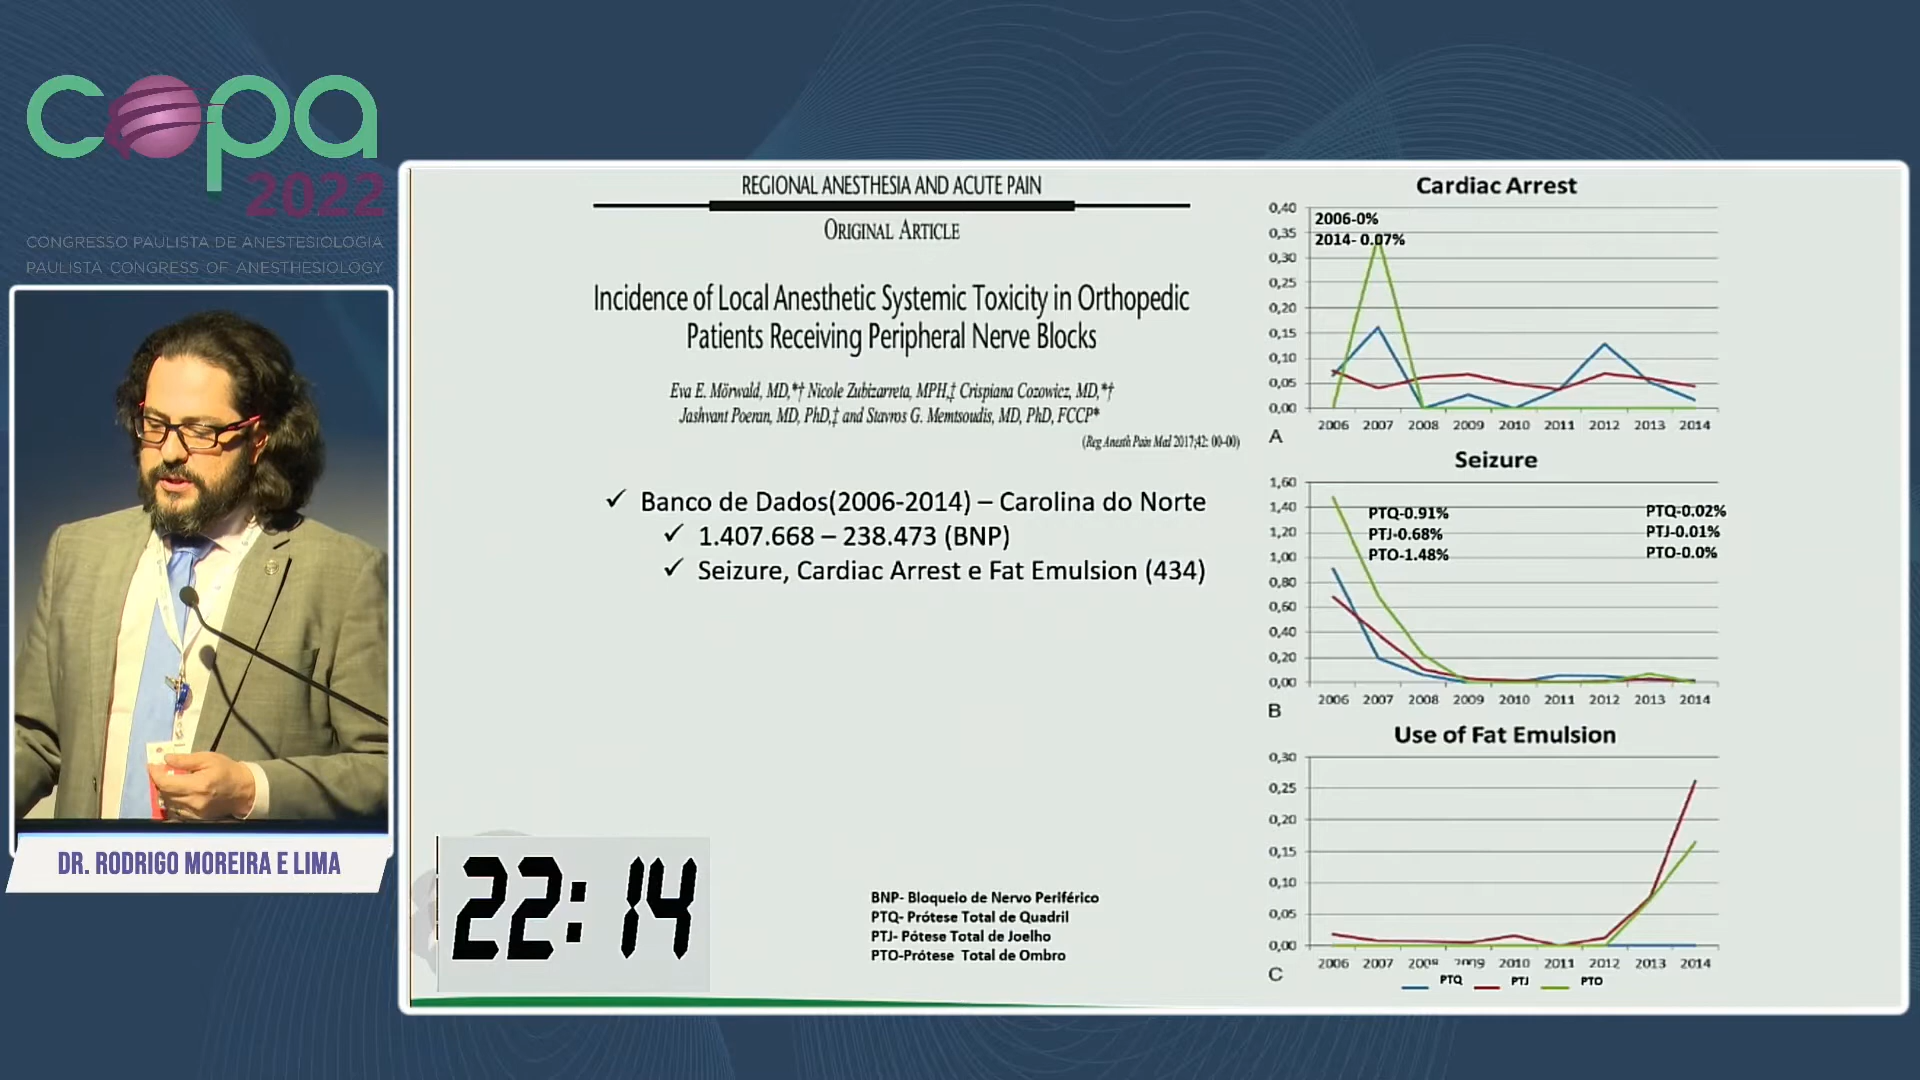 copa
2022
CONGRESSO PAULISTA DE ANESTESIOLOGIA
PAULISTA CONGRESS OF ANESTHESIOLOGY
DR. RODRIGO MOREIRA E LIMA
REGIONAL ANESTHESIA AND ACUTE PAIN
ORIGINAL ARTICLE
Incidence of Local Anesthetic Systemic Toxicity in Orthopedic
Patients Receiving Peripheral Nerve Blocks
Eva E. Mörwald, MD,*† Nicole Zubizarreta, MPH,‡ Crispiana Cozowicz, MD,*†
Jashvant Poeran, MD, PhD,‡ and Stavros G. Memtsoudis, MD, PhD, FCCP*
(Reg Anesth Pain Med 2017;42: 00-00)
✓ Banco de Dados(2006-2014) – Carolina do Norte
✓ 1.407.668 – 238.473 (BNP)
✓ Seizure, Cardiac Arrest e Fat Emulsion (434)
22:14
BNP- Bloqueio de Nervo Periférico
PTQ- Prótese Total de Quadril
PTJ- Pótese Total de Joelho
PTO-Prótese Total de Ombro
Cardiac Arrest
2006-0%
2014- 0.07%
0,40
0,35
0,30
0,25
0,20
0,15
0,10
0,05
0,00
2006 2007 2008 2009 2010 2011 2012 2013 2014
A
Seizure
PTQ-0.91%
PTJ-0.68%
PTO-1.48%
PTQ-0.02%
PTJ-0.01%
PTO-0.0%
1,60
1,40
1,20
1,00
0,80
0,60
0,40
0,20
0,00
2006 2007 2008 2009 2010 2011 2012 2013 2014
B
Use of Fat Emulsion
0,30
0,25
0,20
0,15
0,10
0,05
0,00
2006 2007 2008 2009 2010 2011 2012 2013 2014
C
PTQ PTJ PTO